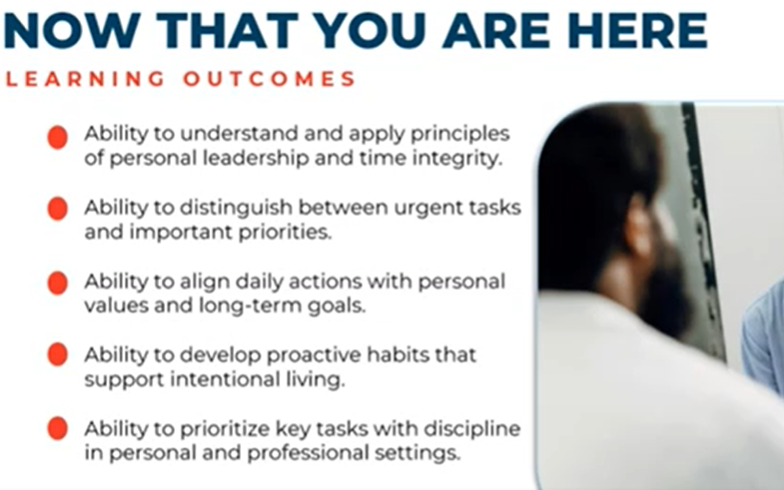 NOW THAT YOU ARE HERE
LEARNING OUTCOMES
Ability to understand and apply principles
of personal leadership and time integrity.
Ability to distinguish between urgent tasks
and important priorities.
Ability to align daily actions with personal
values and long-term goals.
Ability to develop proactive habits that
support intentional living.
Ability to prioritize key tasks with discipline
in personal and professional settings.